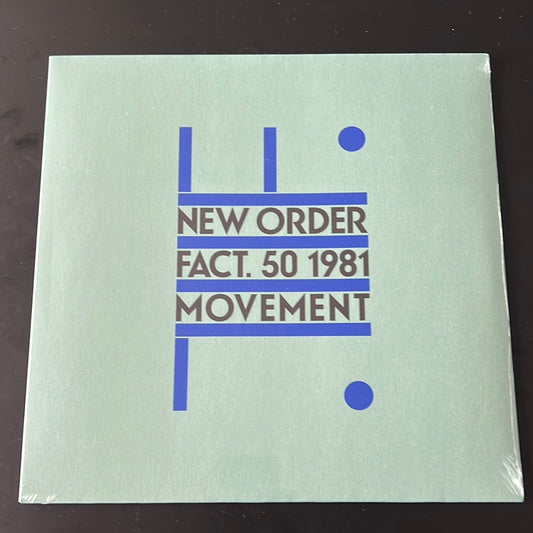 NEW ORDER
FACT. 50 1981
MOVEMENT